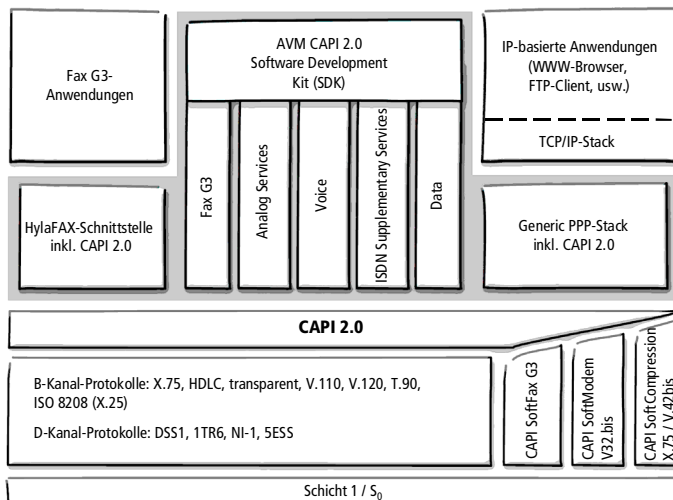 Fax G3-
Anwendungen
AVM CAPI 2.0
Software Development
Kit (SDK)
IP-basierte Anwendungen
(WWW-Browser,
FTP-Client, usw.)
TCP/IP-Stack
HylaFAX-Schnittstelle
inkl. CAPI 2.0
Fax G3
Analog Services
Voice
ISDN Supplementary Services
Data
Generic PPP-Stack
inkl. CAPI 2.0
CAPI 2.0
B-Kanal-Protokolle: X.75, HDLC, transparent, V.110, V.120, T.90,
ISO 8208 (X.25)
D-Kanal-Protokolle: DSS1, 1TR6, NI-1, 5ESS
CAPI SoftFax G3
CAPI SoftModem
V32.bis
CAPI SoftCompression
X.75 / V.42bis
Schicht 1 / S0